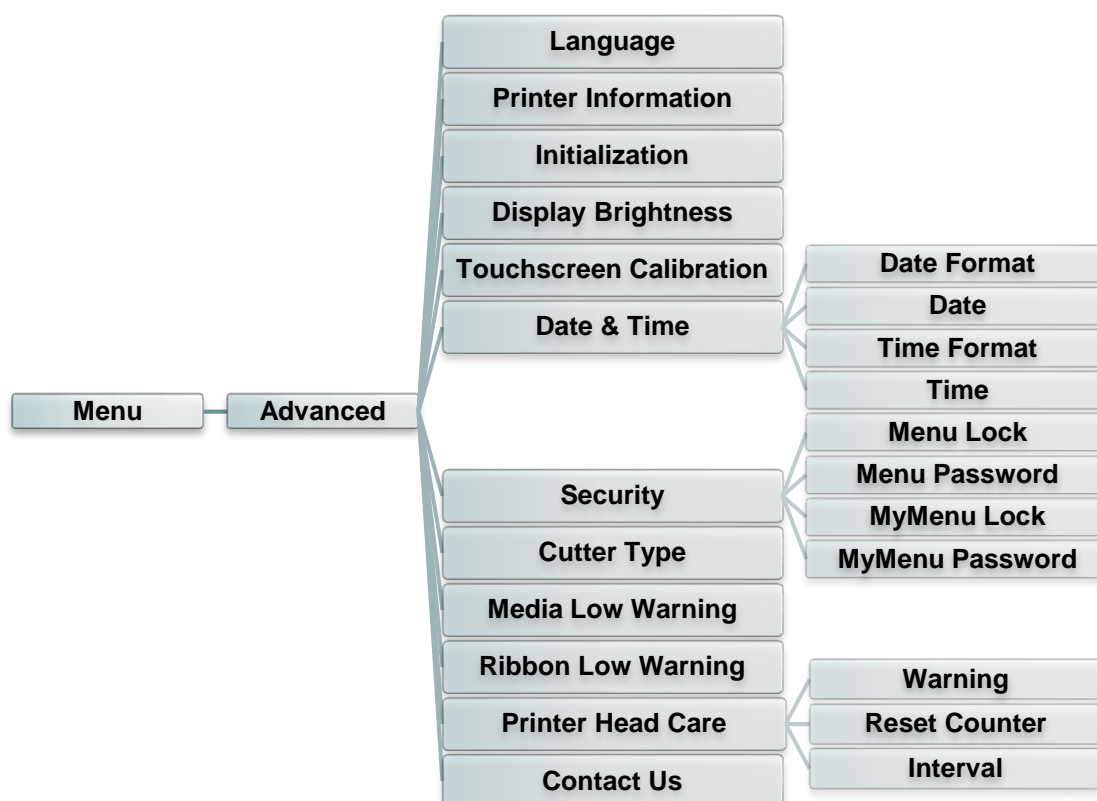 Menu
Advanced
Language
Printer Information
Initialization
Display Brightness
Touchscreen Calibration
Date & Time
Date Format
Date
Time Format
Time
Security
Menu Lock
Menu Password
MyMenu Lock
MyMenu Password
Cutter Type
Media Low Warning
Ribbon Low Warning
Printer Head Care
Warning
Reset Counter
Interval
Contact Us